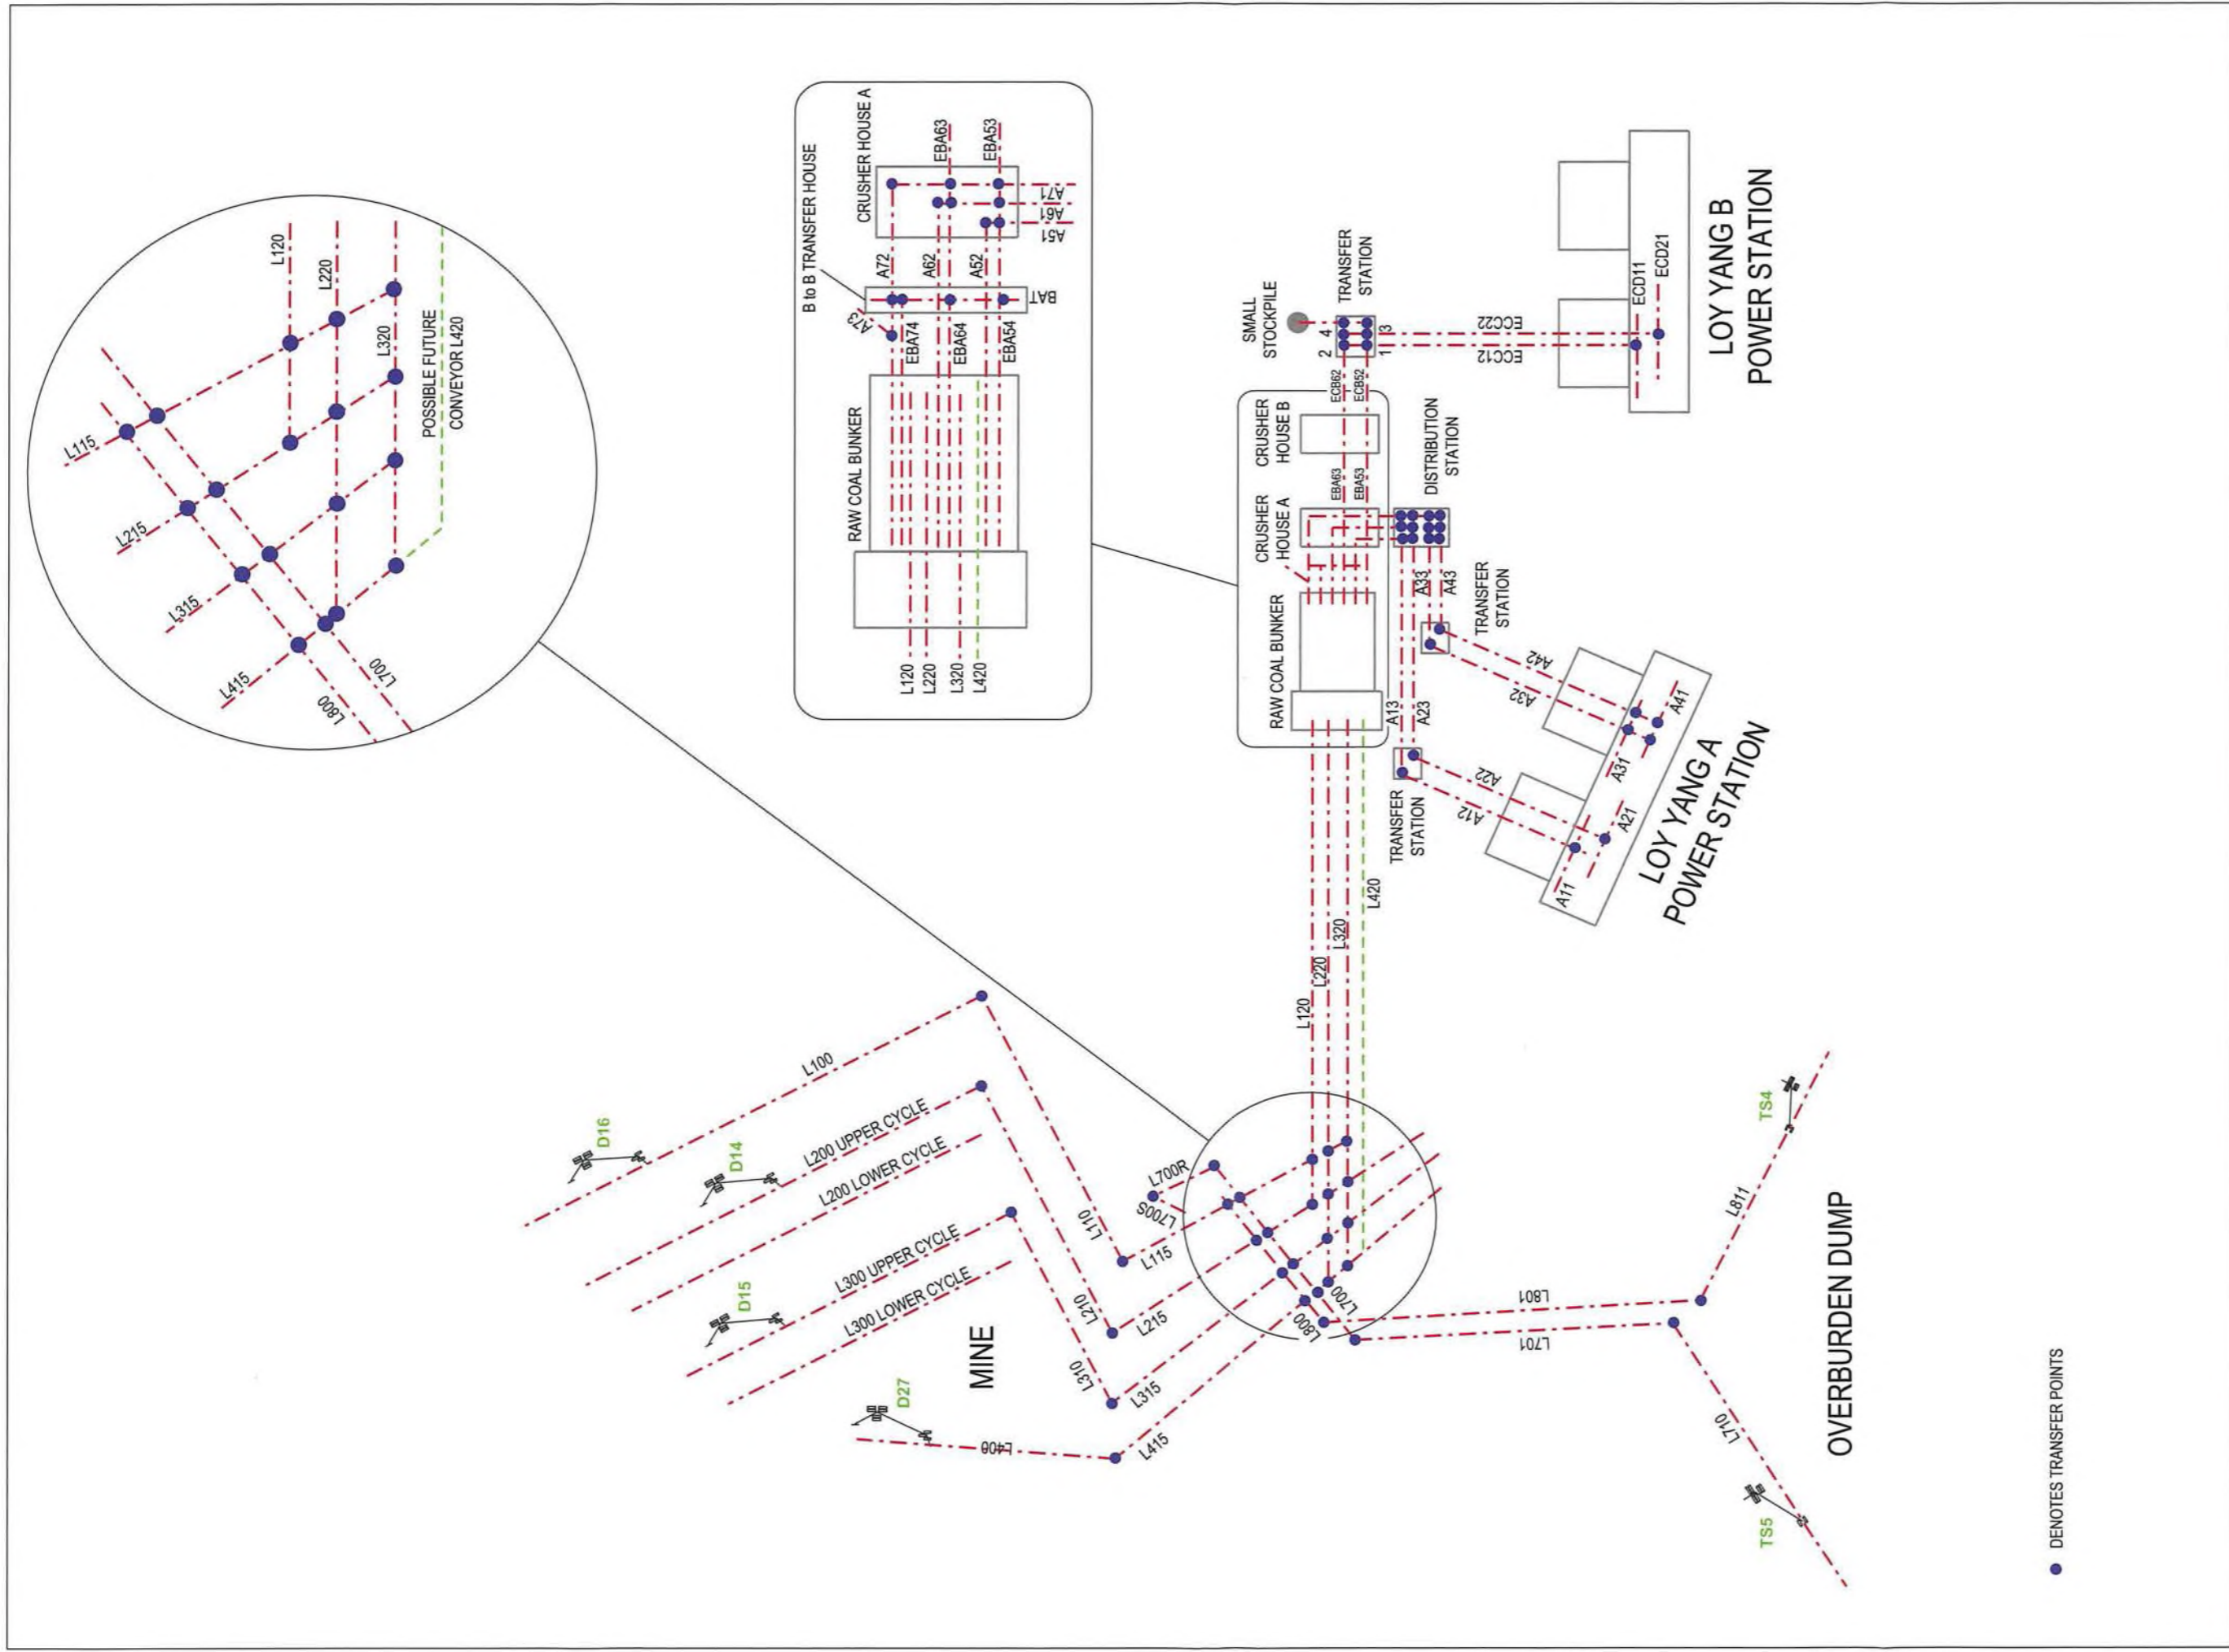 L115
L215
L315
L415
L800
L700
L120
L220
L320
POSSIBLE FUTURE
CONVEYOR L420
B to B TRANSFER HOUSE
CRUSHER HOUSE A
RAW COAL BUNKER
EBA63
EBA53
A71
A61
A51
A72
A62
A52
BAT
A73
EBA74
EBA64
EBA54
L120
L220
L320
L420
SMALL
STOCKPILE
TRANSFER
STATION
2
4
1
3
ECB62
ECB52
ECC22
ECC12
ECD11
ECD21
LOY YANG B
POWER STATION
CRUSHER
HOUSE B
EBA63
EBA53
CRUSHER
HOUSE A
DISTRIBUTION
STATION
RAW COAL BUNKER
A33
A43
TRANSFER
STATION
A13
A23
A42
A32
TRANSFER
STATION
A22
A12
A41
A31
A21
A11
LOY YANG A
POWER STATION
L120
L220
L320
L420
D16
L100
D14
L200 UPPER CYCLE
L200 LOWER CYCLE
D15
L300 UPPER CYCLE
L300 LOWER CYCLE
MINE
D27
L400
L110
L210
L310
L115
L215
L315
L415
L700R
L700S
L700
L800
L801
L701
L811
L710
TS4
TS5
OVERBURDEN DUMP
DENOTES TRANSFER POINTS